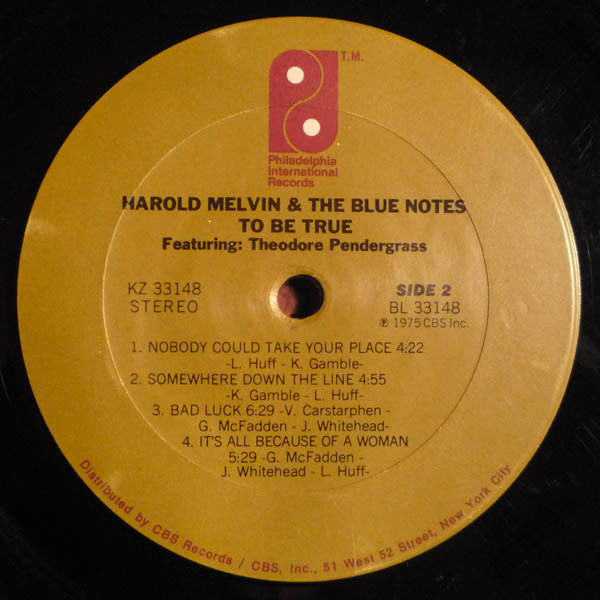 T.M.
Philadelphia
International
Records
HAROLD MELVIN & THE BLUE NOTES
TO BE TRUE
Featuring: Theodore Pendergrass
KZ 33148
STEREO
SIDE 2
BL 33148
℗ 1975 CBS Inc.
1. NOBODY COULD TAKE YOUR PLACE 4:22
-L. Huff - K. Gamble-
2. SOMEWHERE DOWN THE LINE 4:55
-K. Gamble - L. Huff-
3. BAD LUCK 6:29 -V. Carstarphen -
G. McFadden - J. Whitehead-
4. IT'S ALL BECAUSE OF A WOMAN
5:29 -G. McFadden -
J. Whitehead - L. Huff-
Distributed by CBS Records / CBS, Inc., 51 West 52 Street, New York City